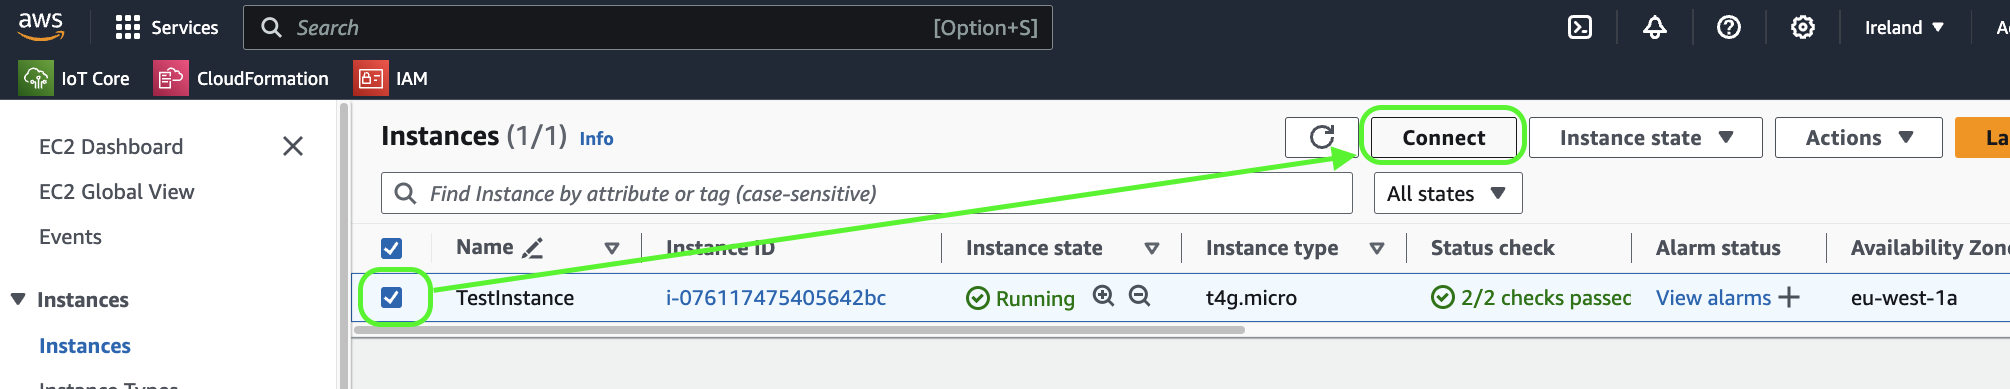 aws Services Search [Option+S] Ireland
IoT Core CloudFormation IAM
EC2 Dashboard
EC2 Global View
Events
Instances
Instances
Instances (1/1) Info Connect Instance state Actions La
Find Instance by attribute or tag (case-sensitive) All states
Name Instance ID Instance state Instance type Status check Alarm status Availability Zone
TestInstance i-076117475405642bc Running t4g.micro 2/2 checks passed View alarms eu-west-1a